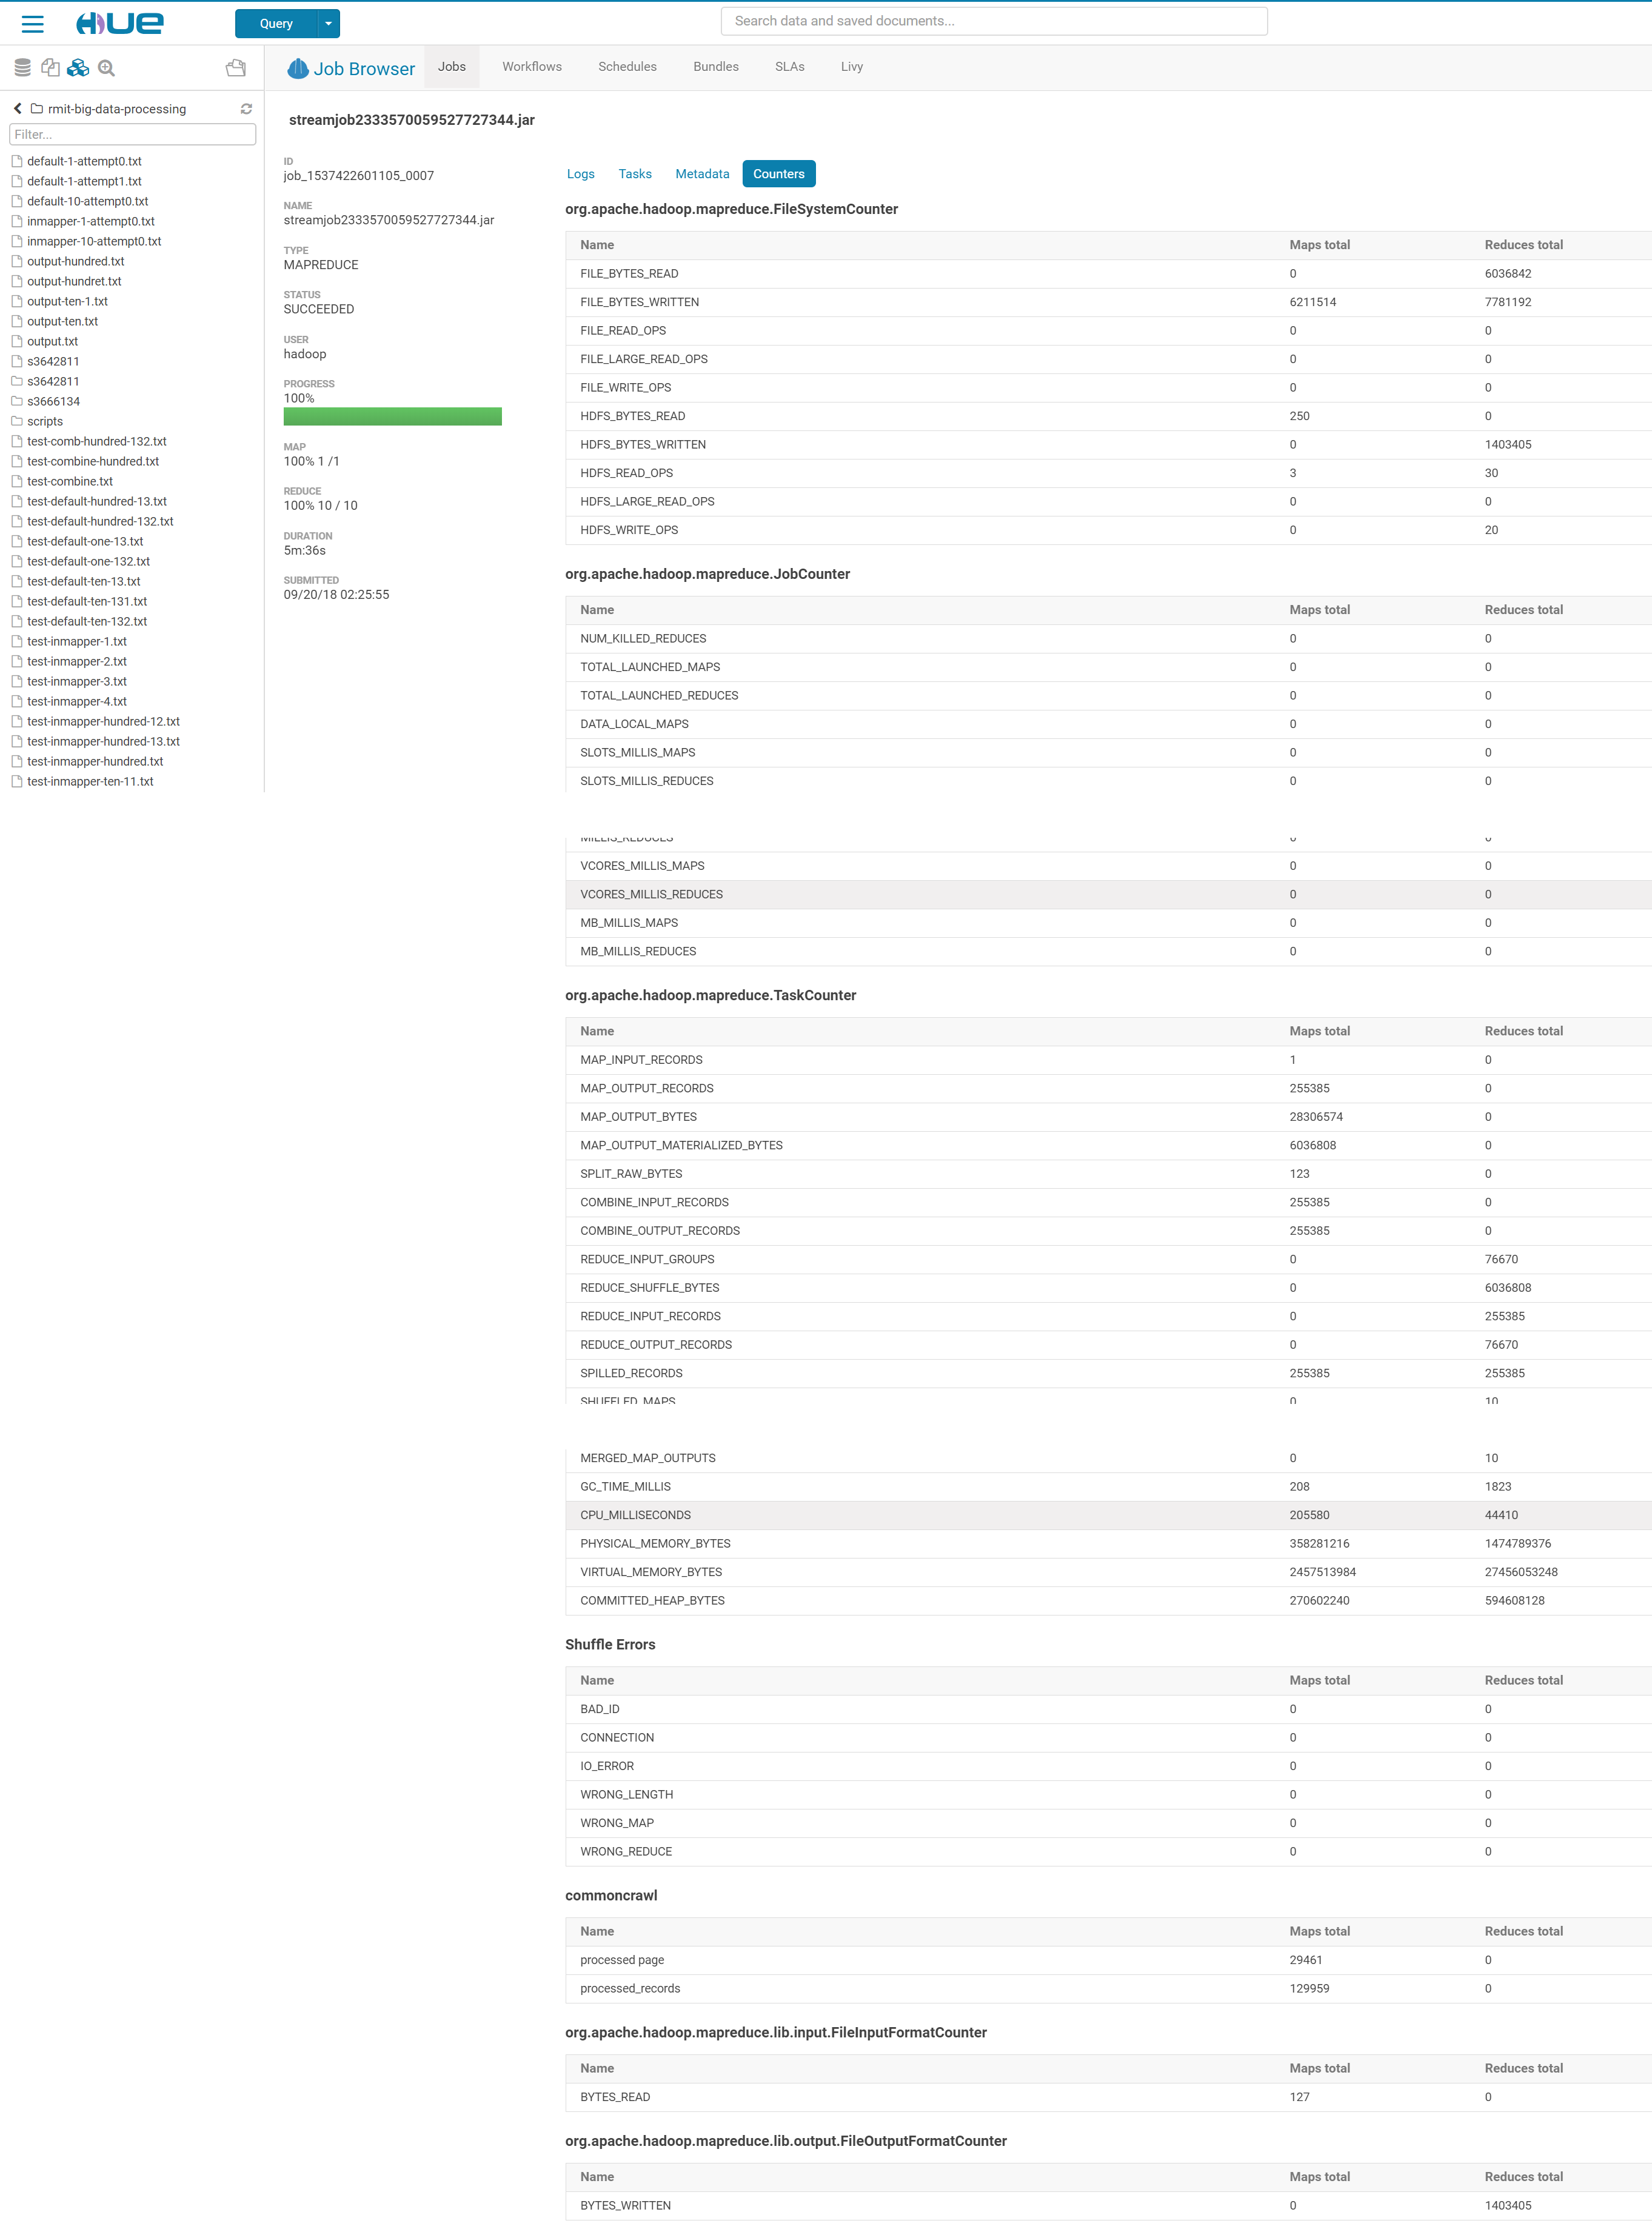 HUE
Query
Search data and saved documents...
Job Browser Jobs Workflows Schedules Bundles SLAs Livy
rmit-big-data-processing
Filter...
default-1-attempt0.txt
default-1-attempt1.txt
default-10-attempt0.txt
inmapper-1-attempt0.txt
inmapper-10-attempt0.txt
output-hundred.txt
output-hundret.txt
output-ten-1.txt
output-ten.txt
output.txt
s3642811
s3642811
s3666134
scripts
test-comb-hundred-132.txt
test-combine-hundred.txt
test-combine.txt
test-default-hundred-13.txt
test-default-hundred-132.txt
test-default-one-13.txt
test-default-one-132.txt
test-default-ten-13.txt
test-default-ten-131.txt
test-default-ten-132.txt
test-inmapper-1.txt
test-inmapper-2.txt
test-inmapper-3.txt
test-inmapper-4.txt
test-inmapper-hundred-12.txt
test-inmapper-hundred-13.txt
test-inmapper-hundred.txt
test-inmapper-ten-11.txt
streamjob2333570059527727344.jar
ID
job_1537422601105_0007
NAME
streamjob2333570059527727344.jar
TYPE
MAPREDUCE
STATUS
SUCCEEDED
USER
hadoop
PROGRESS
100%
MAP
100% 1 /1
REDUCE
100% 10 / 10
DURATION
5m:36s
SUBMITTED
09/20/18 02:25:55
Logs Tasks Metadata Counters
org.apache.hadoop.mapreduce.FileSystemCounter
Name Maps total Reduces total
FILE_BYTES_READ 0 6036842
FILE_BYTES_WRITTEN 6211514 7781192
FILE_READ_OPS 0 0
FILE_LARGE_READ_OPS 0 0
FILE_WRITE_OPS 0 0
HDFS_BYTES_READ 250 0
HDFS_BYTES_WRITTEN 0 1403405
HDFS_READ_OPS 3 30
HDFS_LARGE_READ_OPS 0 0
HDFS_WRITE_OPS 0 20
org.apache.hadoop.mapreduce.JobCounter
Name Maps total Reduces total
NUM_KILLED_REDUCES 0 0
TOTAL_LAUNCHED_MAPS 0 0
TOTAL_LAUNCHED_REDUCES 0 0
DATA_LOCAL_MAPS 0 0
SLOTS_MILLIS_MAPS 0 0
SLOTS_MILLIS_REDUCES 0 0
MILLIS_REDUCES 0 0
VCORES_MILLIS_MAPS 0 0
VCORES_MILLIS_REDUCES 0 0
MB_MILLIS_MAPS 0 0
MB_MILLIS_REDUCES 0 0
org.apache.hadoop.mapreduce.TaskCounter
Name Maps total Reduces total
MAP_INPUT_RECORDS 1 0
MAP_OUTPUT_RECORDS 255385 0
MAP_OUTPUT_BYTES 28306574 0
MAP_OUTPUT_MATERIALIZED_BYTES 6036808 0
SPLIT_RAW_BYTES 123 0
COMBINE_INPUT_RECORDS 255385 0
COMBINE_OUTPUT_RECORDS 255385 0
REDUCE_INPUT_GROUPS 0 76670
REDUCE_SHUFFLE_BYTES 0 6036808
REDUCE_INPUT_RECORDS 0 255385
REDUCE_OUTPUT_RECORDS 0 76670
SPILLED_RECORDS 255385 255385
SHUFFLED_MAPS 0 10
MERGED_MAP_OUTPUTS 0 10
GC_TIME_MILLIS 208 1823
CPU_MILLISECONDS 205580 44410
PHYSICAL_MEMORY_BYTES 358281216 1474789376
VIRTUAL_MEMORY_BYTES 2457513984 27456053248
COMMITTED_HEAP_BYTES 270602240 594608128
Shuffle Errors
Name Maps total Reduces total
BAD_ID 0 0
CONNECTION 0 0
IO_ERROR 0 0
WRONG_LENGTH 0 0
WRONG_MAP 0 0
WRONG_REDUCE 0 0
commoncrawl
Name Maps total Reduces total
processed page 29461 0
processed_records 129959 0
org.apache.hadoop.mapreduce.lib.input.FileInputFormatCounter
Name Maps total Reduces total
BYTES_READ 127 0
org.apache.hadoop.mapreduce.lib.output.FileOutputFormatCounter
Name Maps total Reduces total
BYTES_WRITTEN 0 1403405